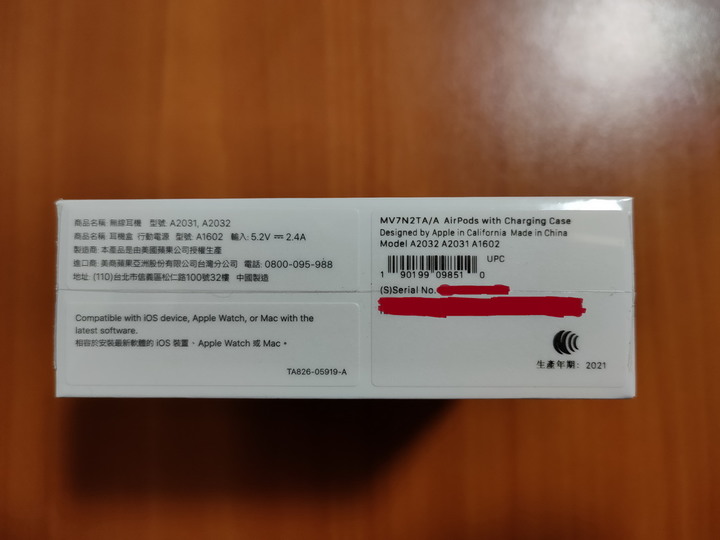 商品名稱: 無線耳機 型號: A2031, A2032
商品名稱: 耳機盒 行動電源 型號: A1602 輸入: 5.2V ⎓ 2.4A
製造商: 本產品是由美國蘋果公司授權生產
進口商: 美商蘋果亞洲股份有限公司台灣分公司 電話: 0800-095-988
地址: (110)台北市信義區松仁路100號32樓 中國製造
Compatible with iOS device, Apple Watch, or Mac with the
latest software.
相容於安裝最新軟體的 iOS 裝置、Apple Watch 或 Mac。
TA826-05919-A
MV7N2TA/A AirPods with Charging Case
Designed by Apple in California Made in China
Model A2032 A2031 A1602
UPC
1 90199 09851 0
(S)Serial No.
生產年期: 2021